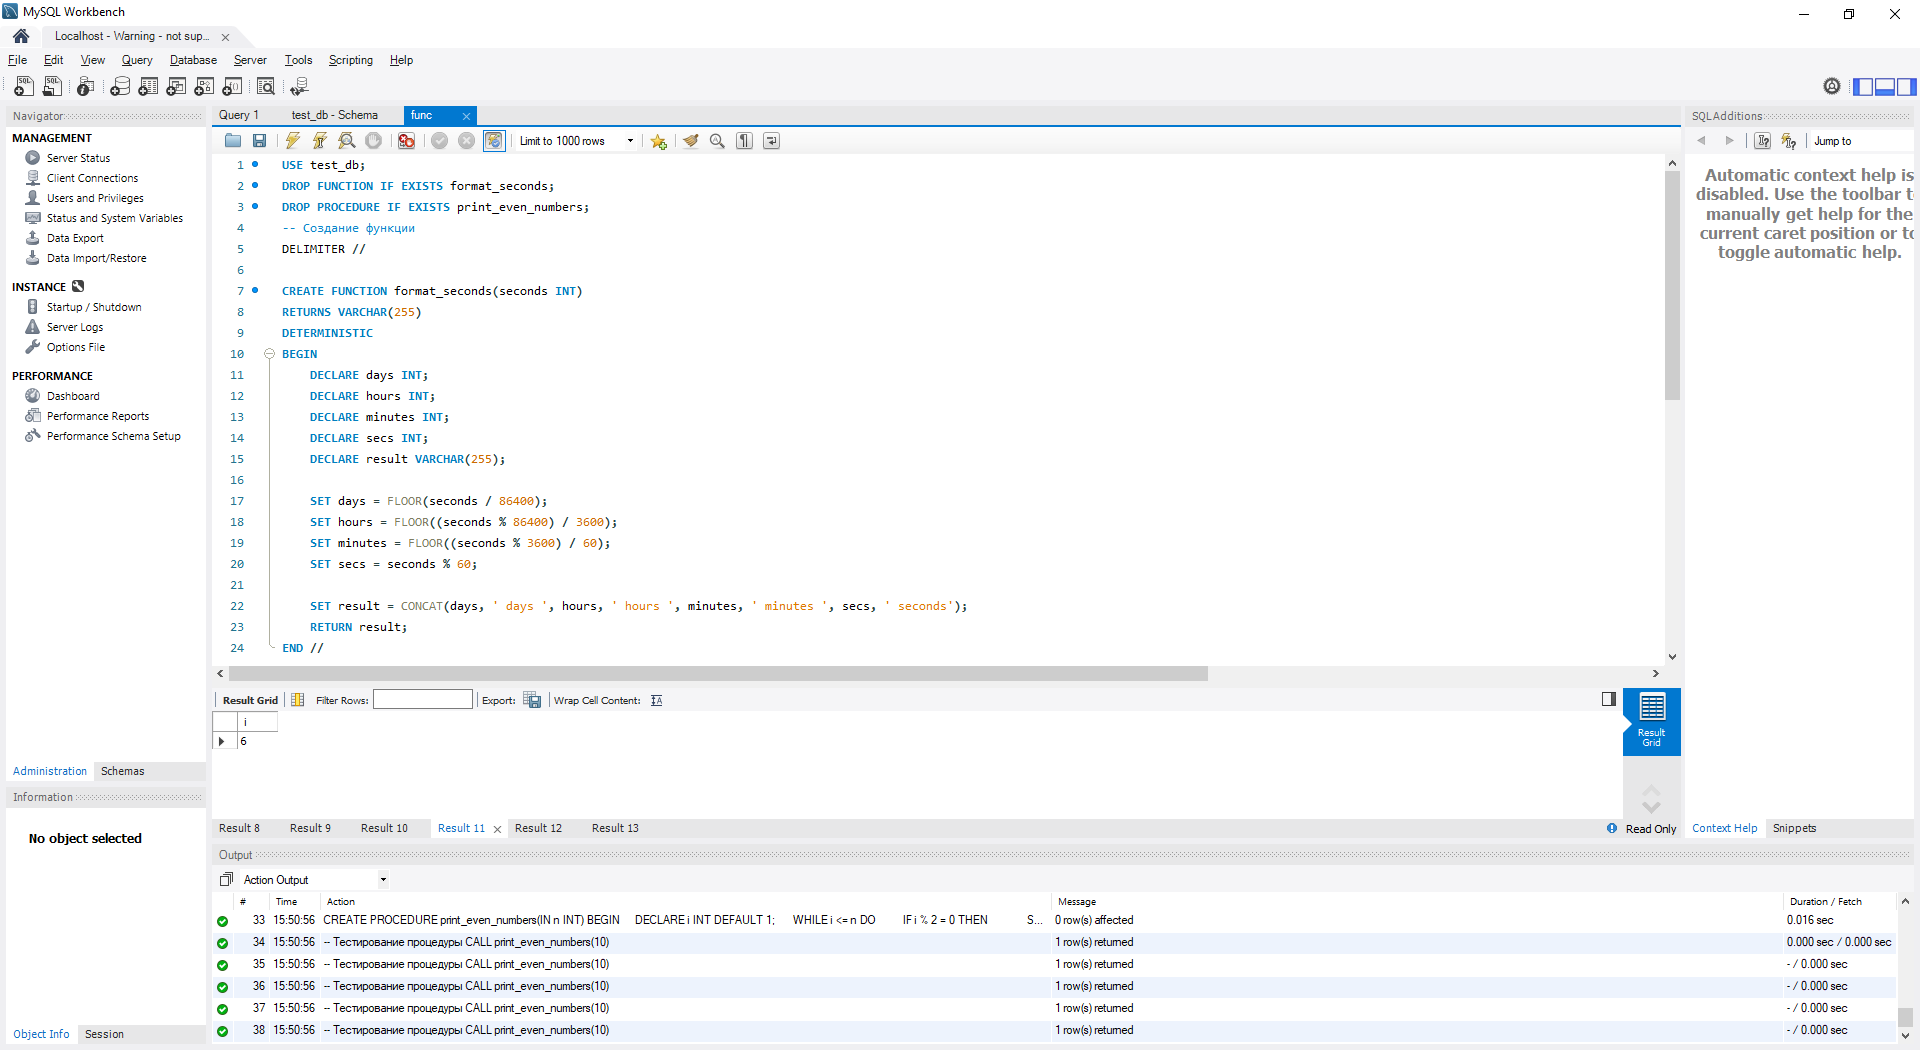 MySQL Workbench
Localhost - Warning - not sup...
File Edit View Query Database Server Tools Scripting Help
Navigator
MANAGEMENT
Server Status
Client Connections
Users and Privileges
Status and System Variables
Data Export
Data Import/Restore
INSTANCE
Startup / Shutdown
Server Logs
Options File
PERFORMANCE
Dashboard
Performance Reports
Performance Schema Setup
Administration Schemas
Information
No object selected
Object Info Session
Query 1 test_db - Schema func
Limit to 1000 rows
1 USE test_db;
2 DROP FUNCTION IF EXISTS format_seconds;
3 DROP PROCEDURE IF EXISTS print_even_numbers;
4 -- Создание функции
5 DELIMITER //
6
7 CREATE FUNCTION format_seconds(seconds INT)
8 RETURNS VARCHAR(255)
9 DETERMINISTIC
10 BEGIN
11 DECLARE days INT;
12 DECLARE hours INT;
13 DECLARE minutes INT;
14 DECLARE secs INT;
15 DECLARE result VARCHAR(255);
16
17 SET days = FLOOR(seconds / 86400);
18 SET hours = FLOOR((seconds % 86400) / 3600);
19 SET minutes = FLOOR((seconds % 3600) / 60);
20 SET secs = seconds % 60;
21
22 SET result = CONCAT(days, ' days ', hours, ' hours ', minutes, ' minutes ', secs, ' seconds');
23 RETURN result;
24 END //
Result Grid Filter Rows: Export: Wrap Cell Content:
i
6
Result Grid
Result 8 Result 9 Result 10 Result 11 Result 12 Result 13 Read Only
SQLAdditions
Jump to
Automatic context help is
disabled. Use the toolbar t
manually get help for the
current caret position or to
toggle automatic help.
Context Help Snippets
Output
Action Output
# Time Action Message Duration / Fetch
33 15:50:56 CREATE PROCEDURE print_even_numbers(IN n INT) BEGIN DECLARE i INT DEFAULT 1; WHILE i <= n DO IF i % 2 = 0 THEN S... 0 row(s) affected 0.016 sec
34 15:50:56 -- Тестирование процедуры CALL print_even_numbers(10) 1 row(s) returned 0.000 sec / 0.000 sec
35 15:50:56 -- Тестирование процедуры CALL print_even_numbers(10) 1 row(s) returned - / 0.000 sec
36 15:50:56 -- Тестирование процедуры CALL print_even_numbers(10) 1 row(s) returned - / 0.000 sec
37 15:50:56 -- Тестирование процедуры CALL print_even_numbers(10) 1 row(s) returned - / 0.000 sec
38 15:50:56 -- Тестирование процедуры CALL print_even_numbers(10) 1 row(s) returned - / 0.000 sec